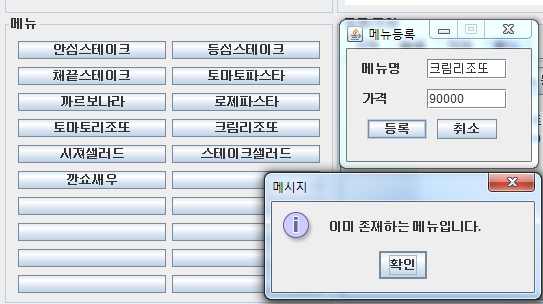 메뉴
안심스테이크 등심스테이크
채끝스테이크 토마토파스타
까르보나라 로제파스타
토마토리조또 크림리조또
시져샐러드 스테이크샐러드
깐쇼새우
메뉴등록
메뉴명 크림리조또
가격 90000
등록 취소
메시지
이미 존재하는 메뉴입니다.
확인